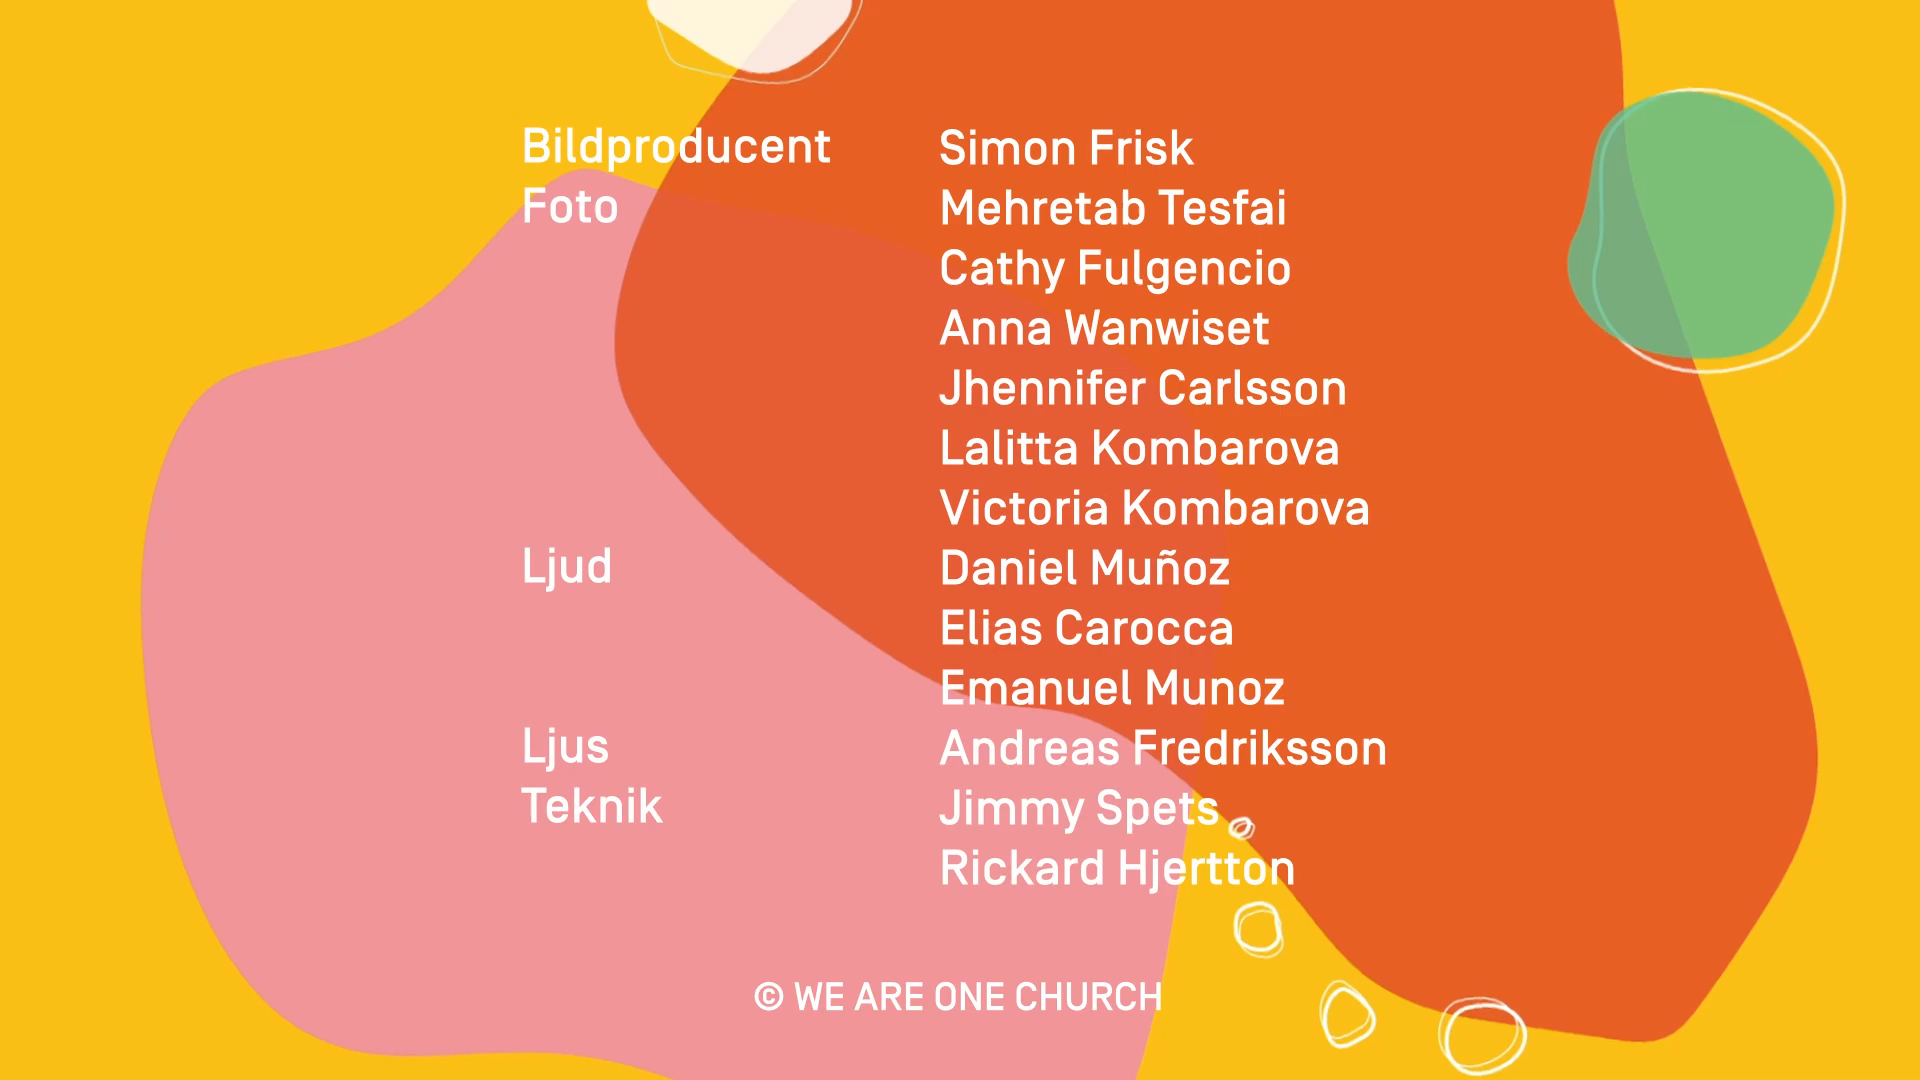 Bildproducent Simon Frisk
Foto Mehretab Tesfai
Cathy Fulgencio
Anna Wanwiset
Jhennifer Carlsson
Lalitta Kombarova
Victoria Kombarova
Ljud Daniel Muñoz
Elias Carocca
Emanuel Munoz
Ljus Andreas Fredriksson
Teknik Jimmy Spets
Rickard Hjertton
© WE ARE ONE CHURCH